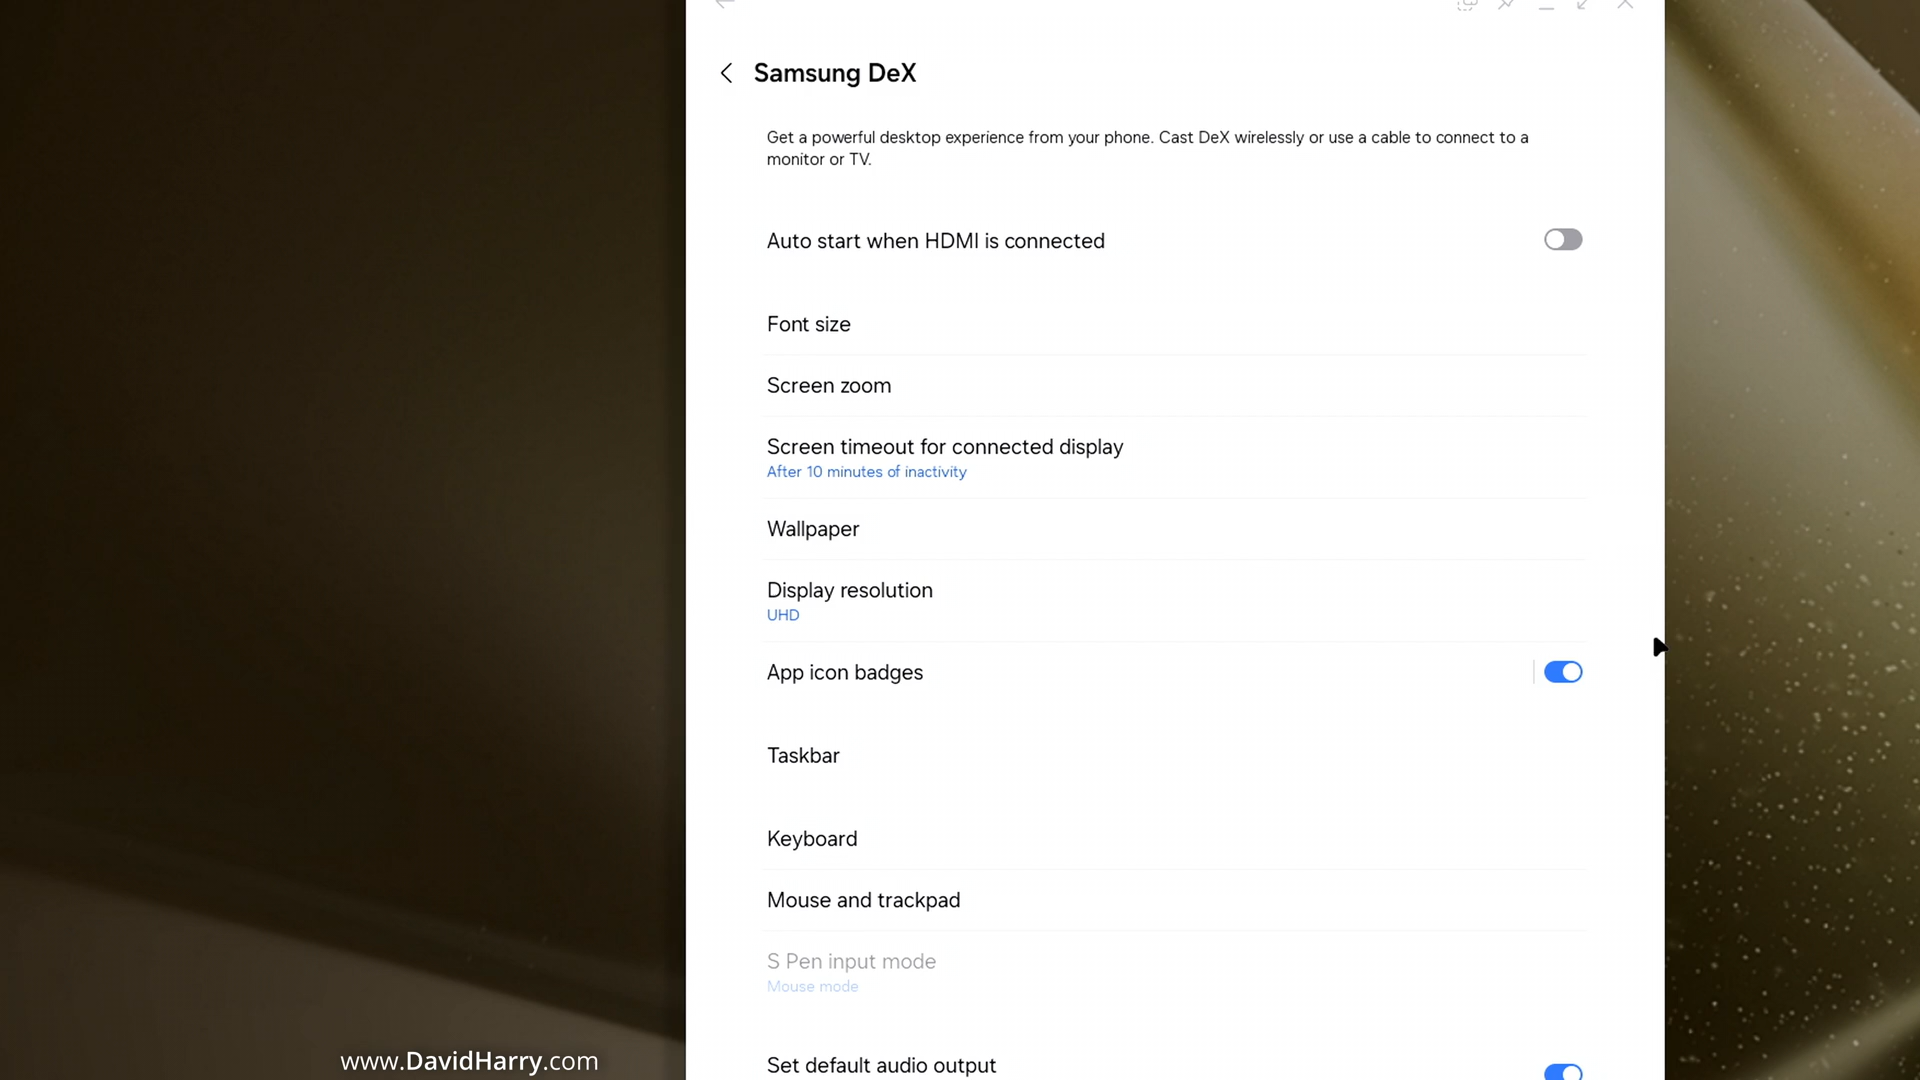 Samsung DeX
Get a powerful desktop experience from your phone. Cast DeX wirelessly or use a cable to connect to a
monitor or TV.
Auto start when HDMI is connected
Font size
Screen zoom
Screen timeout for connected display
After 10 minutes of inactivity
Wallpaper
Display resolution
UHD
App icon badges
Taskbar
Keyboard
Mouse and trackpad
S Pen input mode
Mouse mode
Set default audio output
www.DavidHarry.com